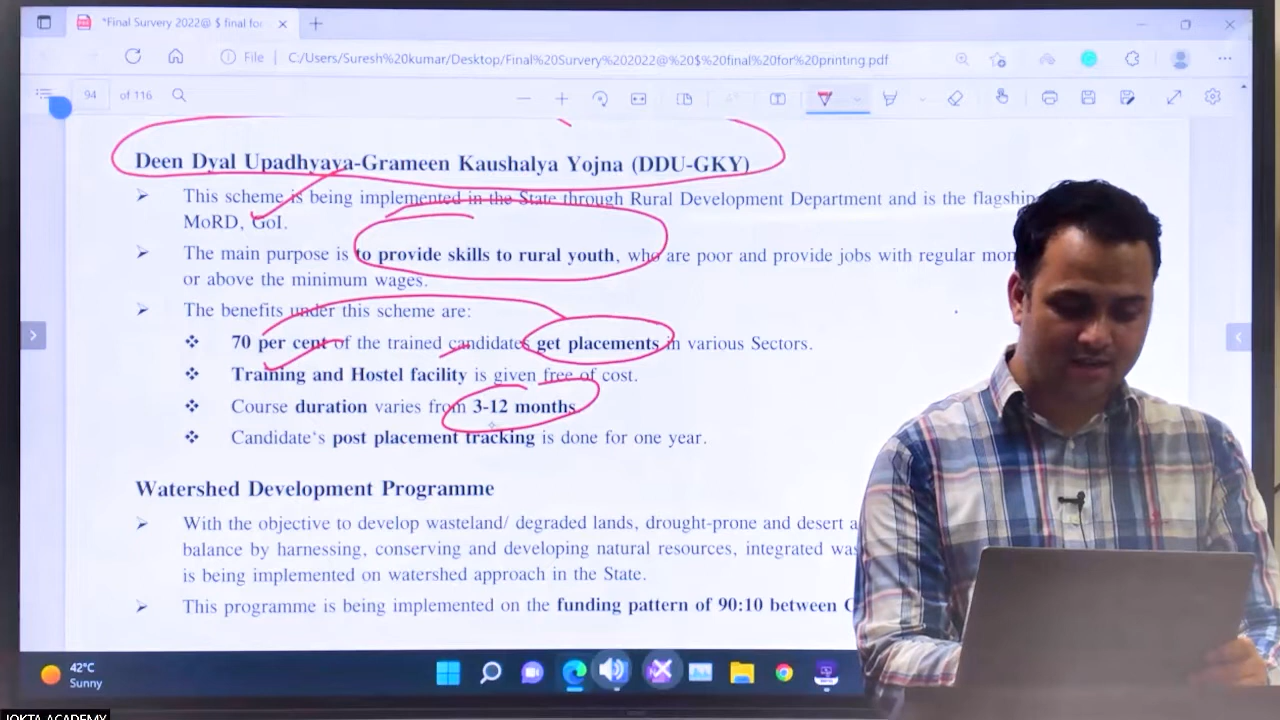 *Final Survery 2022@ $ final fo
File C:/Users/Suresh%20kumar/Desktop/Final%20Survery%202022@%20$%20final%20for%20printing.pdf
94 of 116
Deen Dyal Upadhyaya-Grameen Kaushalya Yojna (DDU-GKY)
➢ This scheme is being implemented in the State through Rural Development Department and is the flagship
MoRD, GoI.
➢ The main purpose is to provide skills to rural youth, who are poor and provide jobs with regular mon
or above the minimum wages.
➢ The benefits under this scheme are:
❖ 70 per cent of the trained candidates get placements in various Sectors.
❖ Training and Hostel facility is given free of cost.
❖ Course duration varies from 3-12 months
❖ Candidate's post placement tracking is done for one year.
Watershed Development Programme
➢ With the objective to develop wasteland/ degraded lands, drought-prone and desert a
balance by harnessing, conserving and developing natural resources, integrated was
is being implemented on watershed approach in the State.
➢ This programme is being implemented on the funding pattern of 90:10 between C
42°C
Sunny
JOKTA ACADEMY